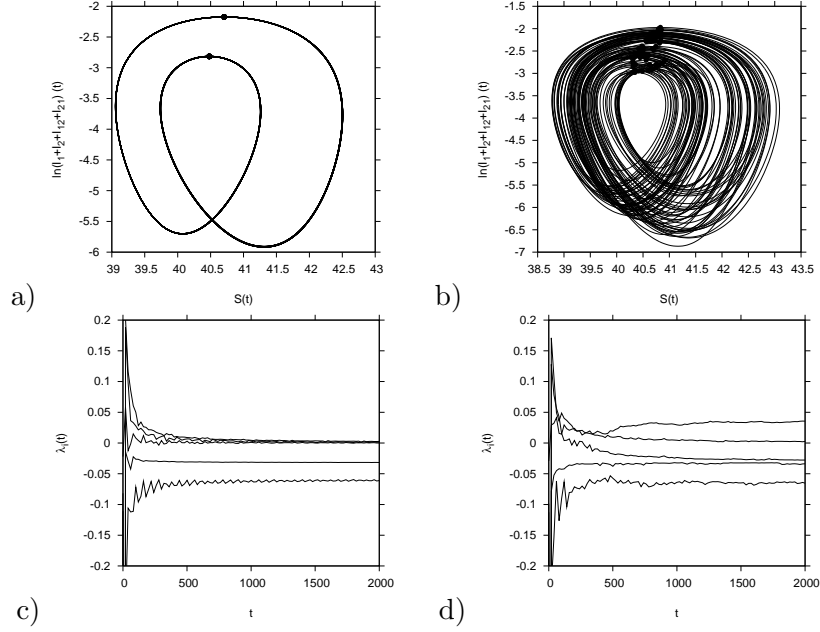 -2
-2.5
-3
-3.5
-4
-4.5
-5
-5.5
-6
ln(I1+I2+I12+I21) (t)
39 39.5 40 40.5 41 41.5 42 42.5 43
S(t)
a)
-1.5
-2
-2.5
-3
-3.5
-4
-4.5
-5
-5.5
-6
-6.5
-7
ln(I1+I2+I12+I21) (t)
38.5 39 39.5 40 40.5 41 41.5 42 42.5 43 43.5
S(t)
b)
0.2
0.15
0.1
0.05
0
-0.05
-0.1
-0.15
-0.2
λi(t)
0 500 1000 1500 2000
t
c)
0.2
0.15
0.1
0.05
0
-0.05
-0.1
-0.15
-0.2
λi(t)
0 500 1000 1500 2000
t
d)